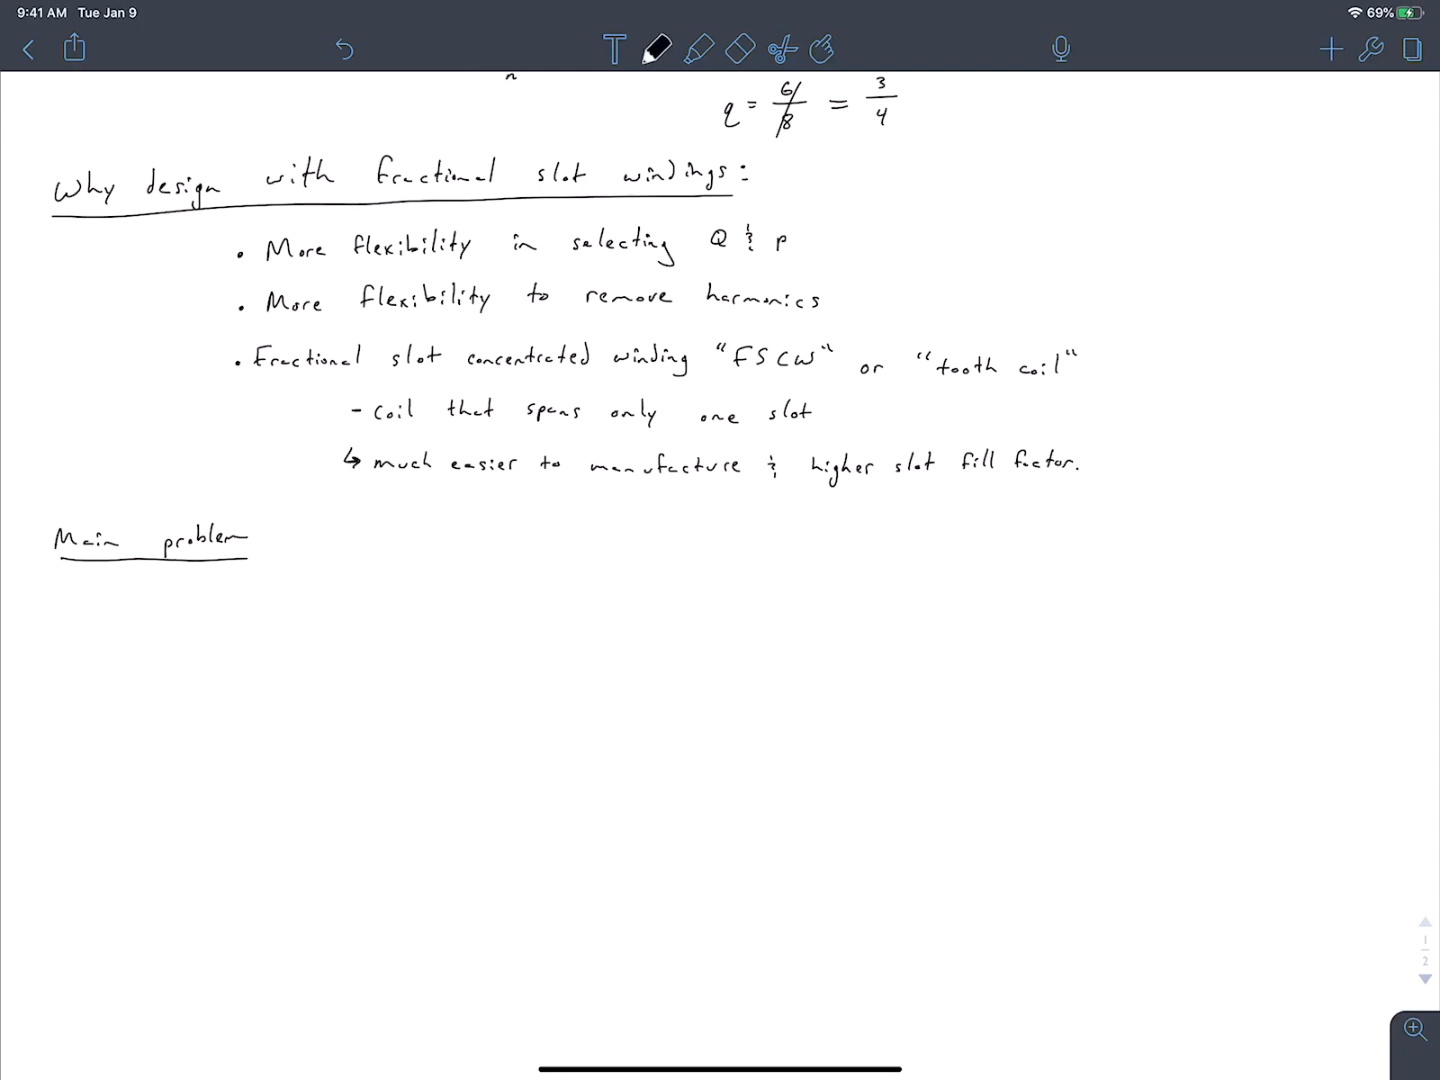 9:41 AM Tue Jan 9
69%
T
n
q = 6/8 = 3/4
Why design with fractional slot windings:
• More flexibility in selecting Q & p
• More flexibility to remove harmonics
• Fractional slot concentrated winding "FSCW" or "tooth coil"
- coil that spans only one slot
↳ much easier to manufacture & higher slot fill factor.
Main problem
1
2